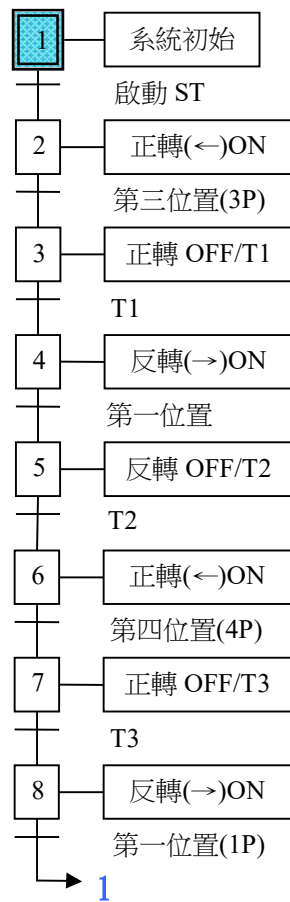 1 系統初始
啟動 ST
2 正轉(←)ON
第三位置(3P)
3 正轉 OFF/T1
T1
4 反轉(→)ON
第一位置
5 反轉 OFF/T2
T2
6 正轉(←)ON
第四位置(4P)
7 正轉 OFF/T3
T3
8 反轉(→)ON
第一位置(1P)
1